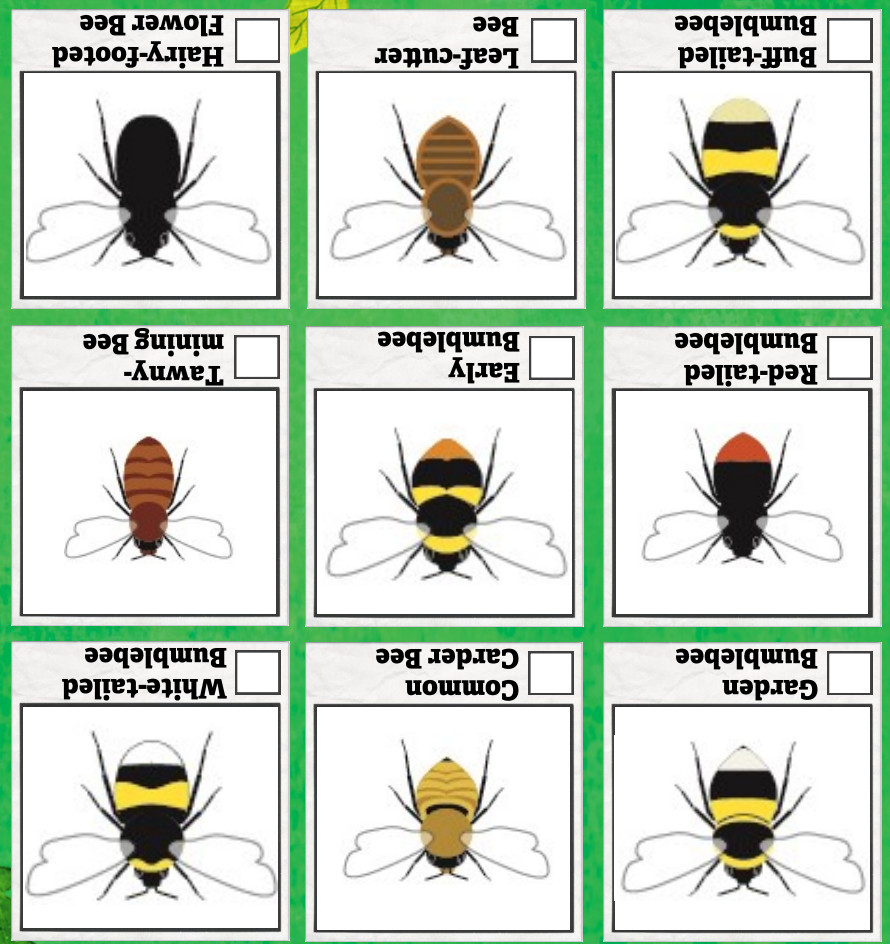 Garden
Bumblebee
Common
Carder Bee
White-tailed
Bumblebee
Red-tailed
Bumblebee
Early
Bumblebee
Tawny-
mining Bee
Buff-tailed
Bumblebee
Leaf-cutter
Bee
Hairy-footed
Flower Bee